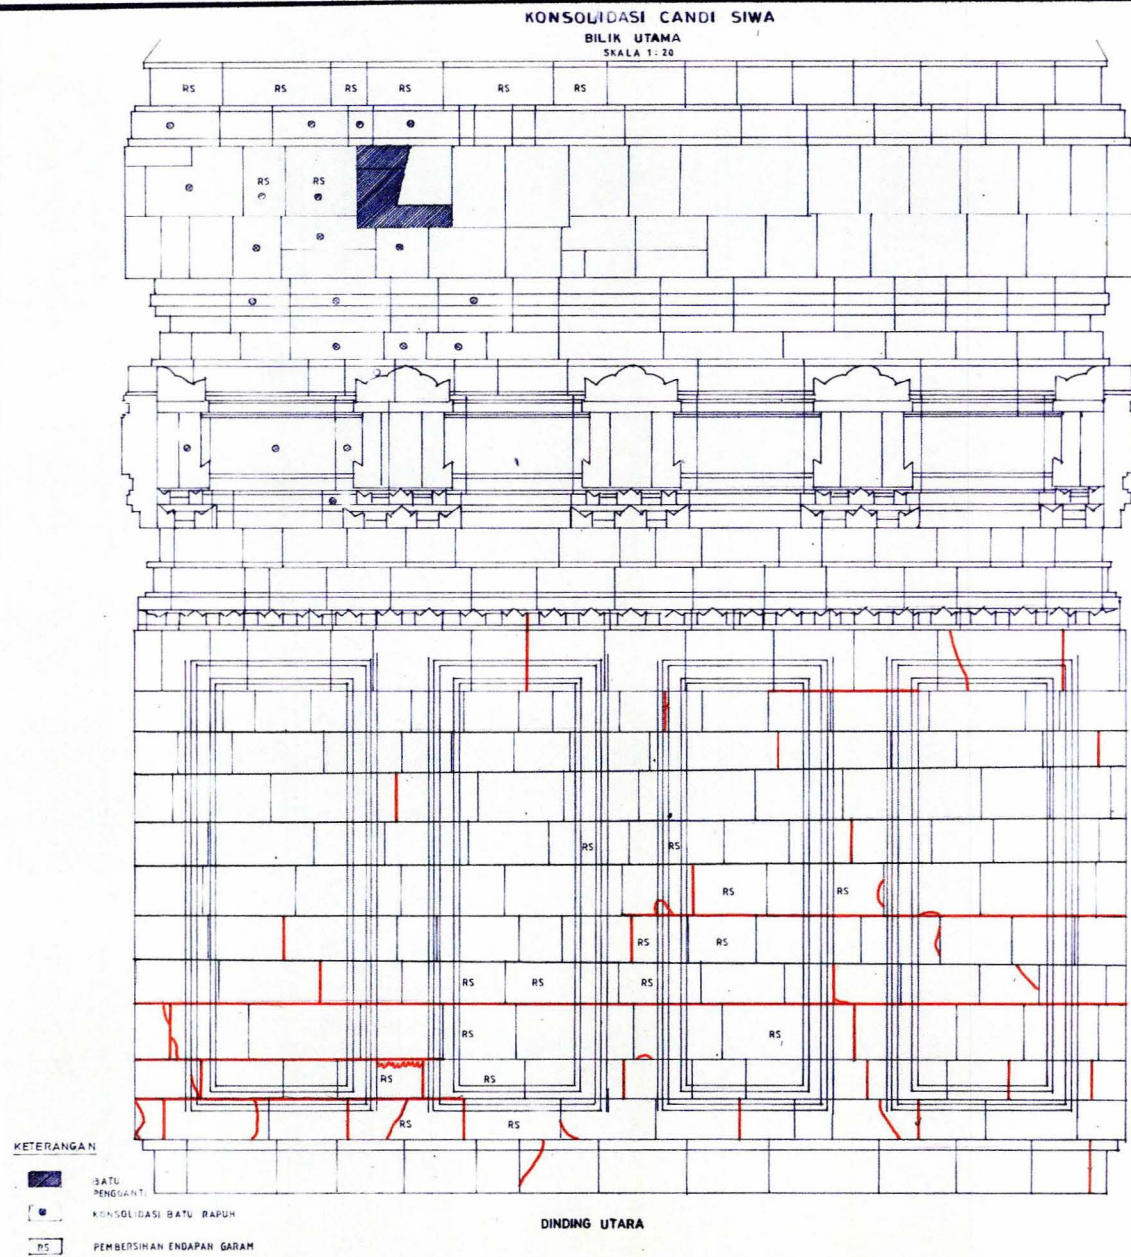 KONSOLIDASI CANDI SIWA
BILIK UTAMA
SKALA 1:20
RS RS RS RS RS RS
RS RS
RS RS
RS RS
RS RS
RS RS RS
RS RS
RS RS
RS RS
KETERANGAN
BATU
PENGGANTI
KONSOLIDASI BATU RAPUH
RS PEMBERSIHAN ENDAPAN GARAM
DINDING UTARA